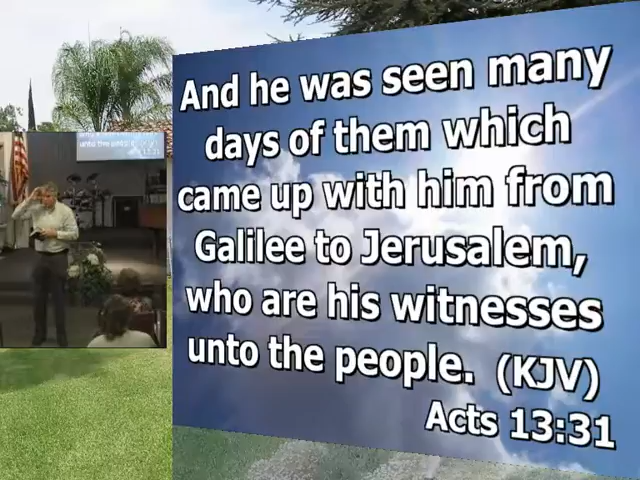 And he was seen many
days of them which
came up with him from
Galilee to Jerusalem,
who are his witnesses
unto the people. (KJV)
Acts 13:31